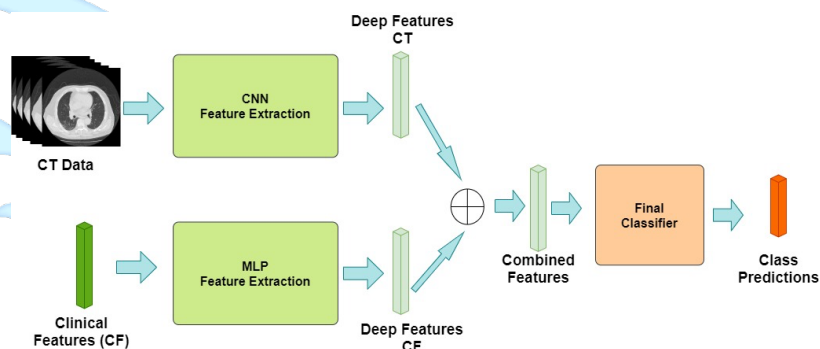 Deep Features
CT
CNN
Feature Extraction
CT Data
Final
Classifier
MLP
Feature Extraction
Combined
Features
Class
Predictions
Clinical
Features (CF)
Deep Features
CF